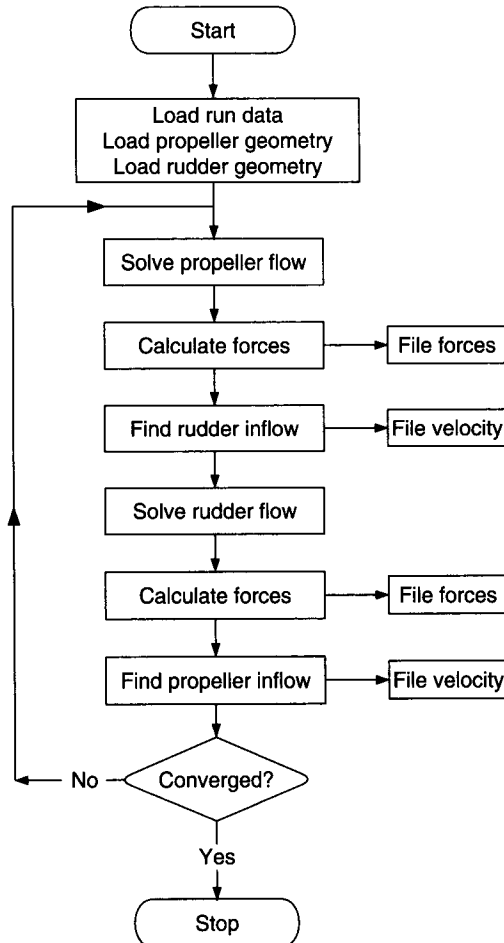 Start
Load run data
Load propeller geometry
Load rudder geometry
Solve propeller flow
Calculate forces
File forces
Find rudder inflow
File velocity
Solve rudder flow
Calculate forces
File forces
Find propeller inflow
File velocity
No
Converged?
Yes
Stop